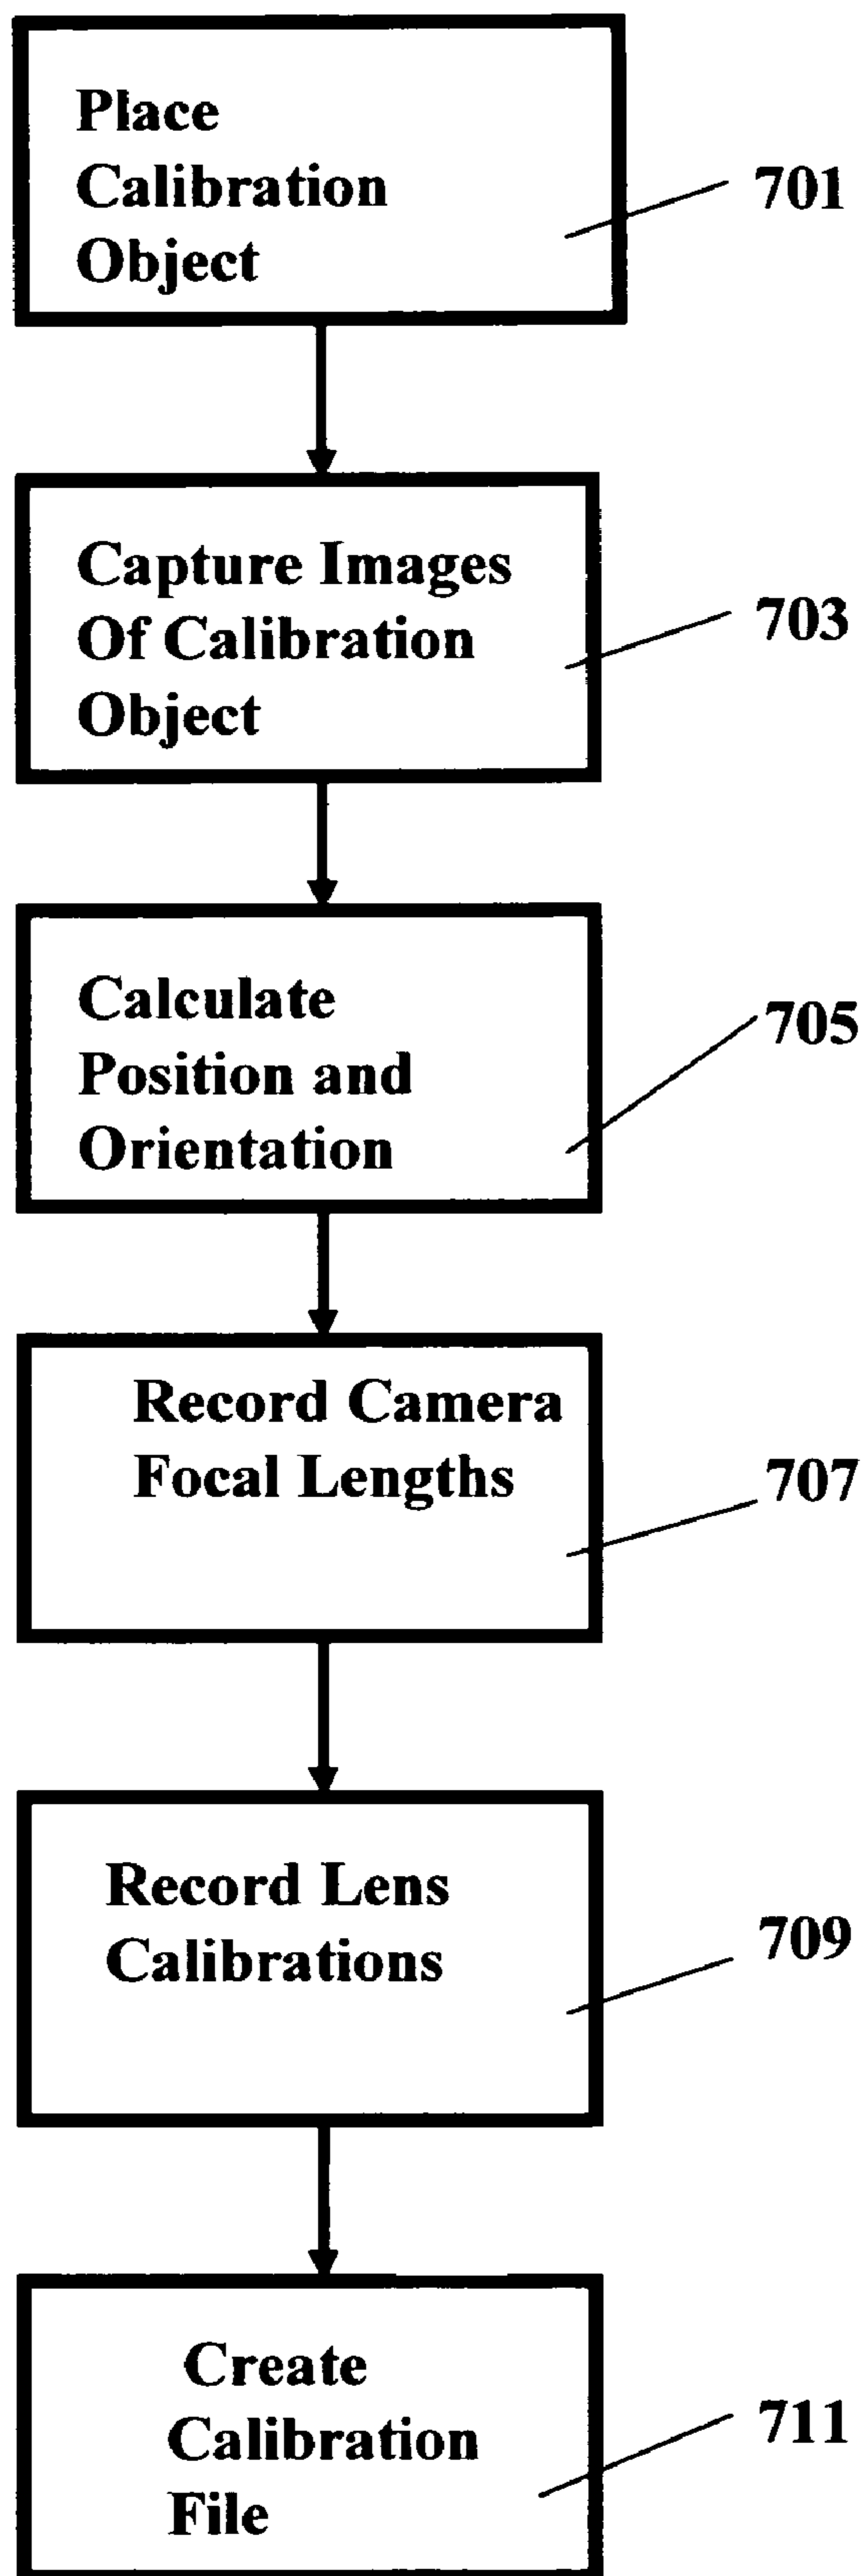 Place
Calibration
Object
701
Capture Images
Of Calibration
Object
703
Calculate
Position and
Orientation
705
Record Camera
Focal Lengths
707
Record Lens
Calibrations
709
Create
Calibration
File
711